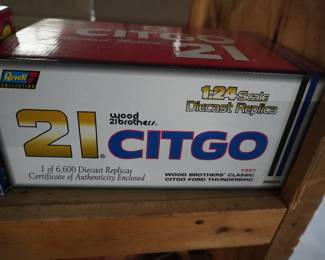 21
CITGO
Revell
COLLECTION
1:24 Scale
Diecast Replica
wood
21 brothers
21 CITGO
1 of 6,600 Diecast Replicas
Certificate of Authenticity Enclosed
1997
WOOD BROTHERS' CLASSIC
CITGO FORD THUNDERBIRD